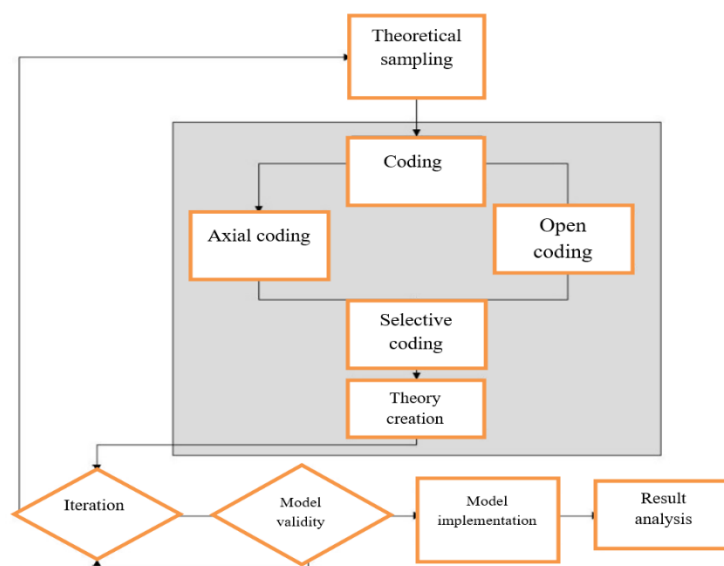 Theoretical
sampling
Coding
Axial coding
Open
coding
Selective
coding
Theory
creation
Iteration
Model
validity
Model
implementation
Result
analysis